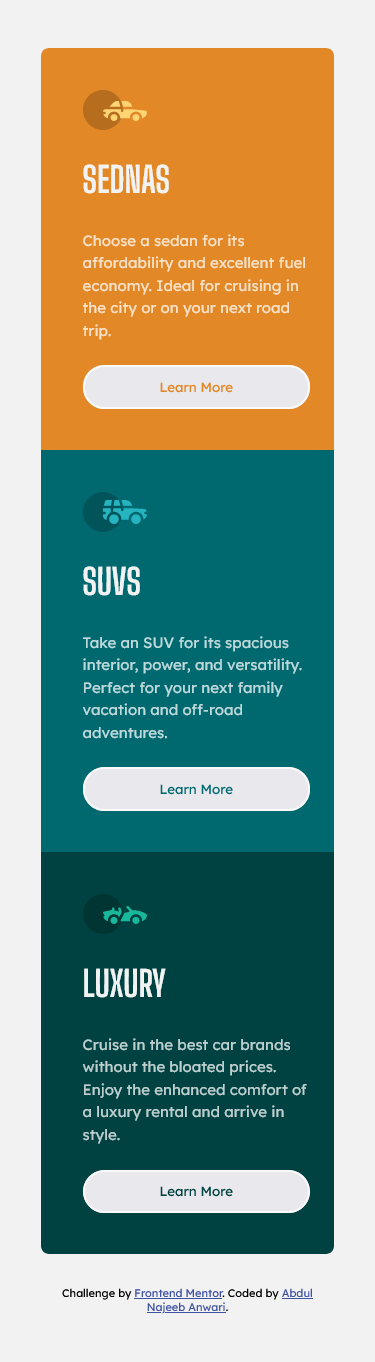 SEDNAS
Choose a sedan for its
affordability and excellent fuel
economy. Ideal for cruising in
the city or on your next road
trip.
Learn More
SUVS
Take an SUV for its spacious
interior, power, and versatility.
Perfect for your next family
vacation and off-road
adventures.
Learn More
LUXURY
Cruise in the best car brands
without the bloated prices.
Enjoy the enhanced comfort of
a luxury rental and arrive in
style.
Learn More
Challenge by Frontend Mentor. Coded by Abdul
Najeeb Anwari.